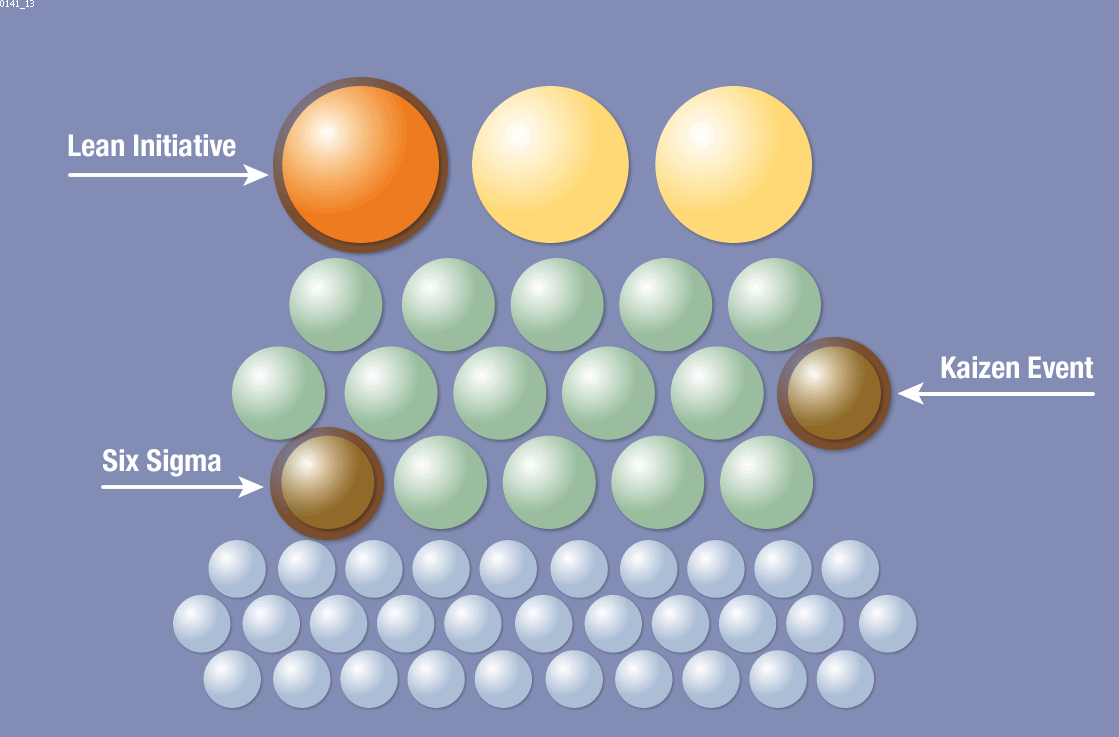 0141_13
Lean Initiative
Kaizen Event
Six Sigma